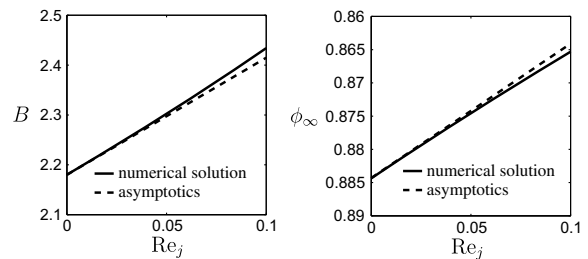 2.5
2.4
2.3
2.2
2.1
B
0
0.05
0.1
Re_j
numerical solution
asymptotics
0.86
0.865
0.87
0.875
0.88
0.885
0.89
ϕ_∞
0
0.05
0.1
Re_j
numerical solution
asymptotics